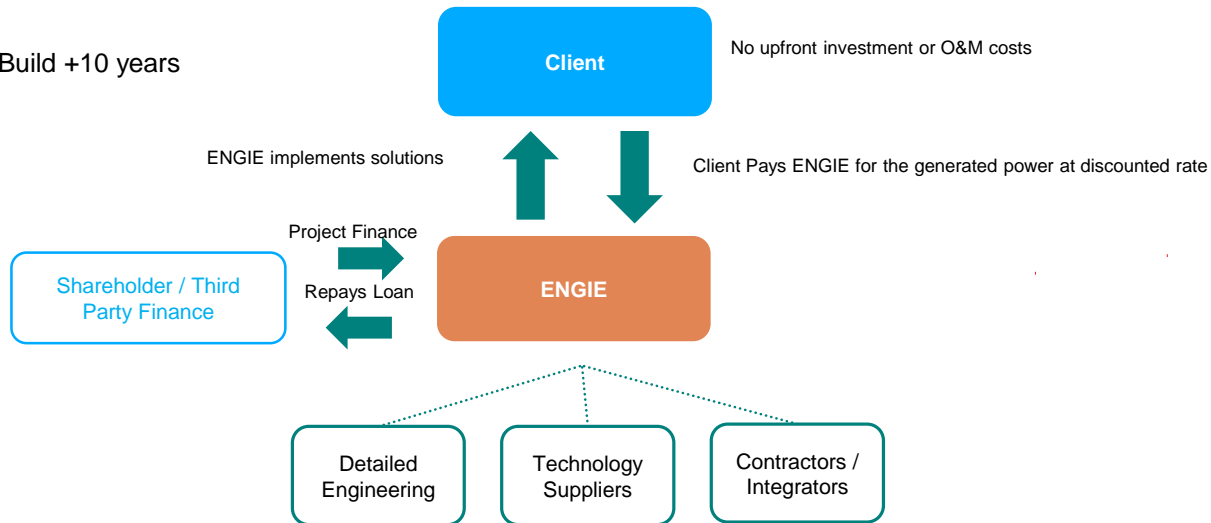 No upfront investment or O&M costs
Build +10 years
Client
ENGIE implements solutions
Client Pays ENGIE for the generated power at discounted rate
Project Finance
Shareholder / Third
Party Finance
Repays Loan
ENGIE
Detailed
Engineering
Technology
Suppliers
Contractors /
Integrators